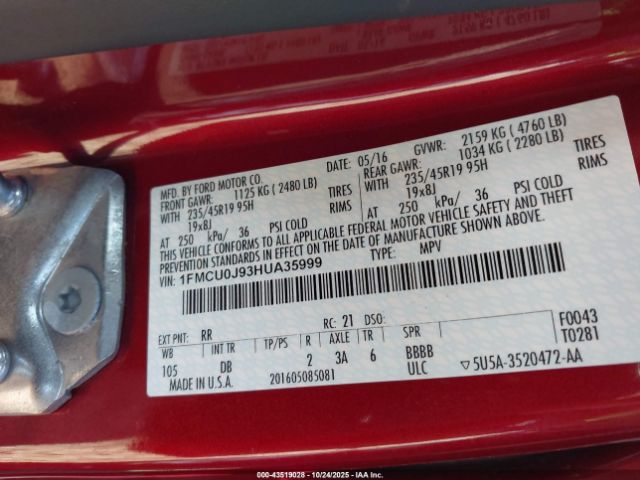 MFD. BY FORD MOTOR CO.
DATE: 05/16 GVWR: 2159 KG ( 4760 LB)
FRONT GAWR: 1125 KG ( 2480 LB)
REAR GAWR: 1034 KG ( 2280 LB)
WITH 235/45R19 95H TIRES
WITH 235/45R19 95H TIRES
19x8J RIMS
19x8J RIMS
AT 250 kPa/ 36 PSI COLD
AT 250 kPa/ 36 PSI COLD
THIS VEHICLE CONFORMS TO ALL APPLICABLE FEDERAL MOTOR VEHICLE SAFETY AND THEFT
PREVENTION STANDARDS IN EFFECT ON THE DATE OF MANUFACTURE SHOWN ABOVE.
VIN: 1FMCU0J93HUA35999
TYPE: MPV
EXT PNT: RR RC: 21 DSO: F0043
WB INT TR TP/PS R AXLE TR SPR T0281
105 DB 2 3A 6 BBBB
MADE IN U.S.A. 201605085081 ULC ▽5U5A-3520472-AA
000-43519028 - 10/24/2025 - IAA Inc.